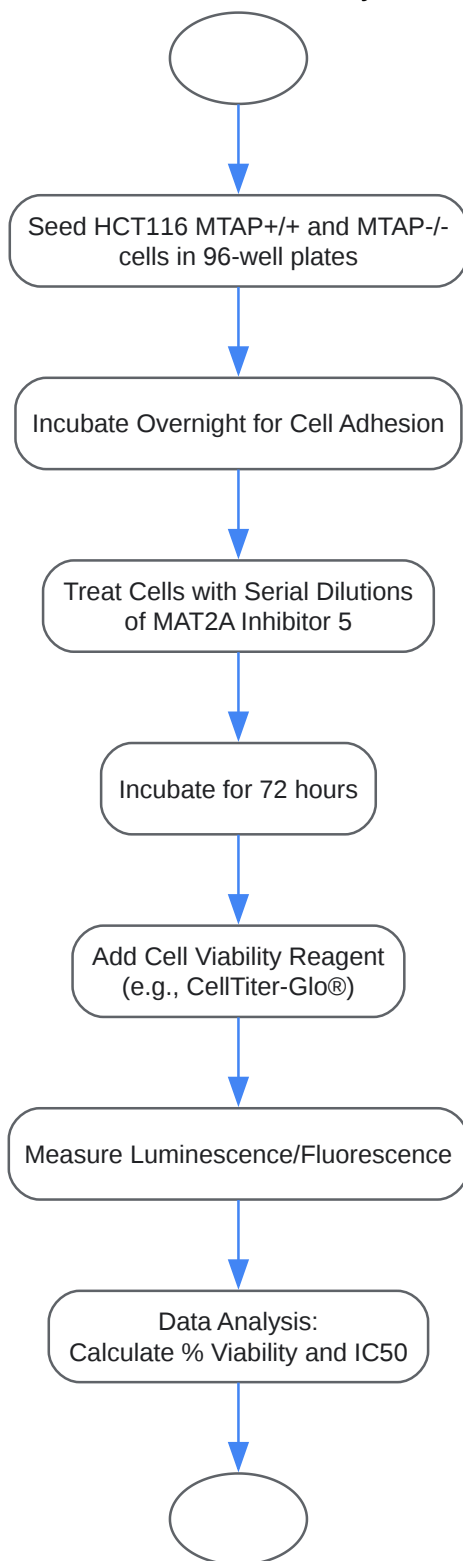 Seed HCT116 MTAP+/+ and MTAP-/-
cells in 96-well plates
Incubate Overnight for Cell Adhesion
Treat Cells with Serial Dilutions
of MAT2A Inhibitor 5
Incubate for 72 hours
Add Cell Viability Reagent
(e.g., CellTiter-Glo®)
Measure Luminescence/Fluorescence
Data Analysis:
Calculate % Viability and IC50